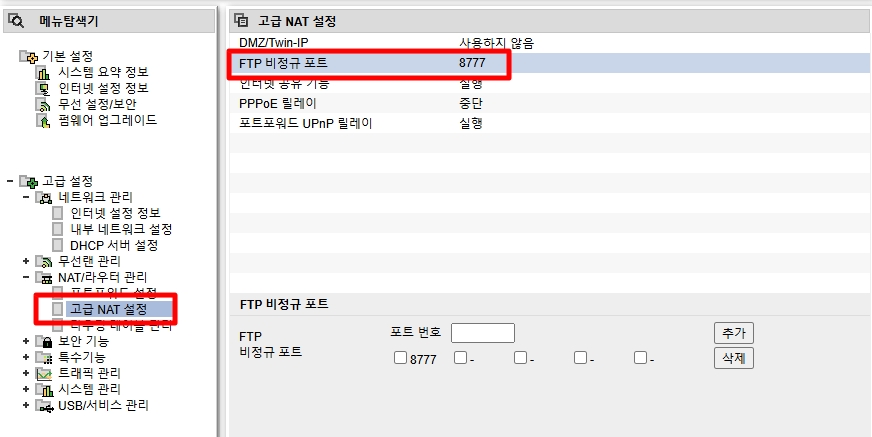 메뉴탐색기
기본 설정
시스템 요약 정보
인터넷 설정 정보
무선 설정/보안
펌웨어 업그레이드
고급 설정
네트워크 관리
인터넷 설정 정보
내부 네트워크 설정
DHCP 서버 설정
무선랜 관리
NAT/라우터 관리
포트포워드 설정
고급 NAT 설정
라우팅 테이블 관리
보안 기능
특수기능
트래픽 관리
시스템 관리
USB/서비스 관리
고급 NAT 설정
DMZ/Twin-IP 사용하지 않음
FTP 비정규 포트 8777
인터넷 공유 기능 실행
PPPoE 릴레이 중단
포트포워드 UPnP 릴레이 실행
FTP 비정규 포트
FTP
비정규 포트
포트 번호 추가
8777 - - - - 삭제